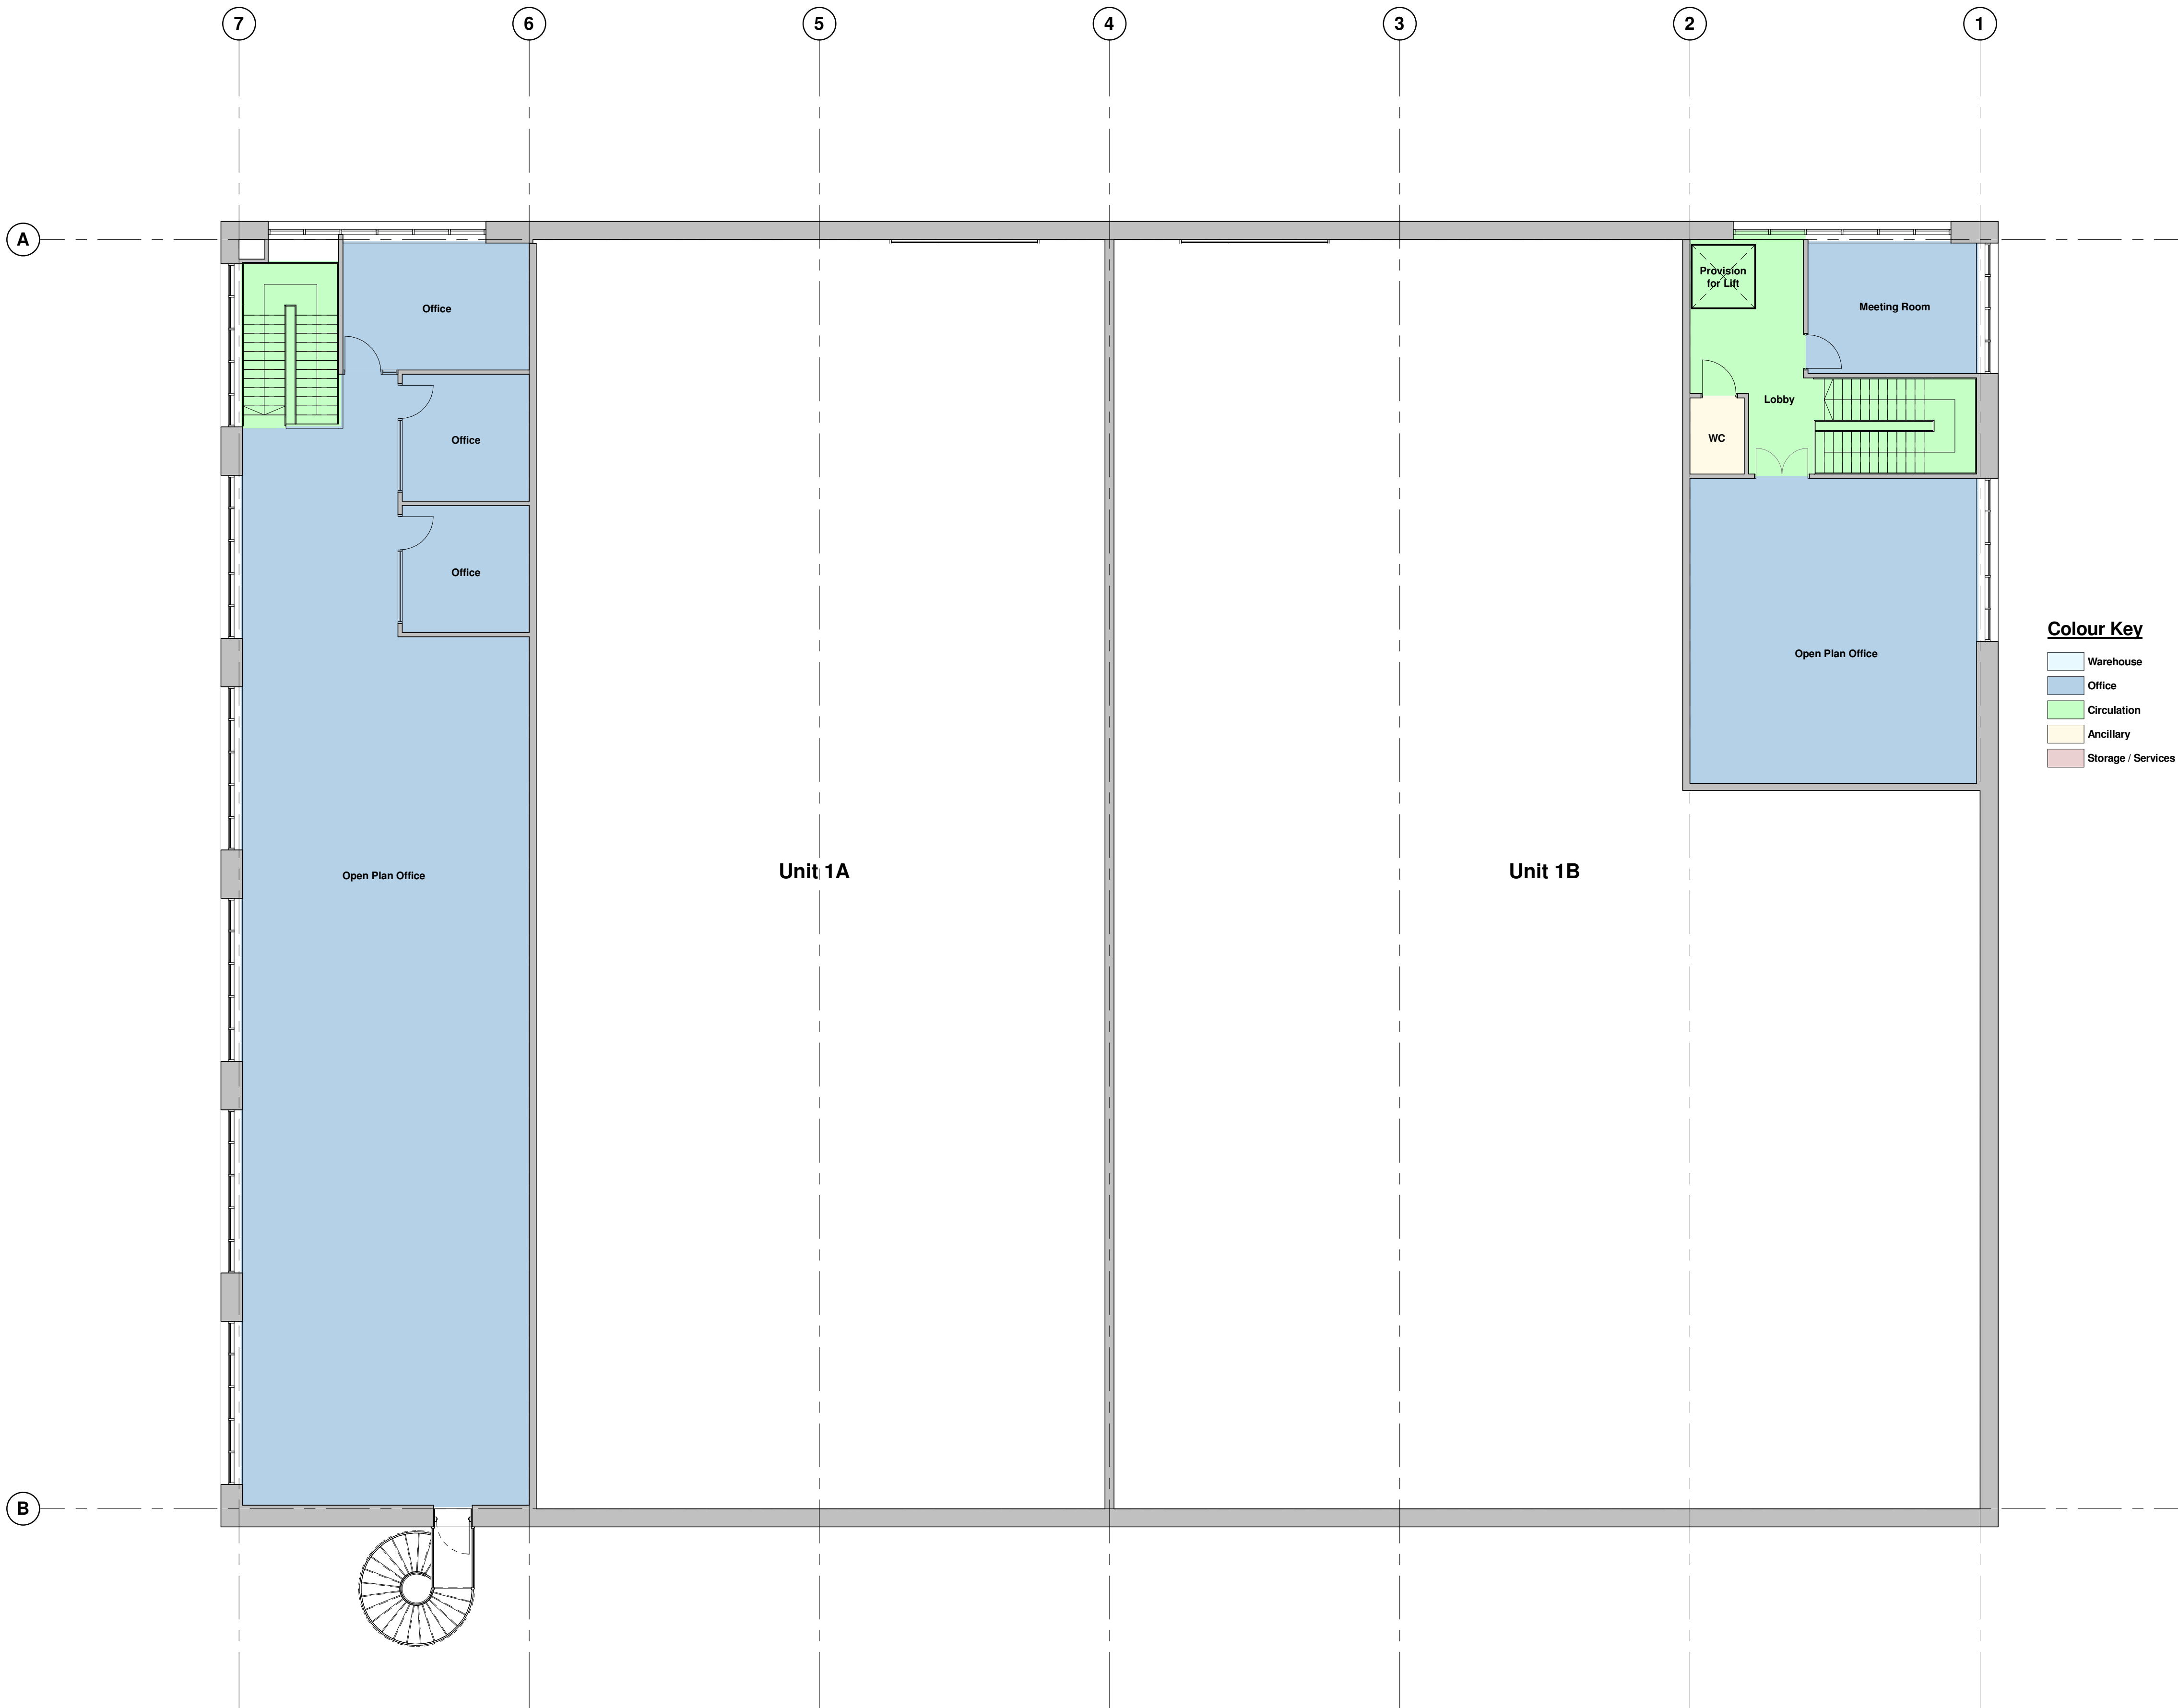 7
6
5
4
3
2
1
A
Office
Office
Office
Open Plan Office
Unit 1A
Unit 1B
Provision
for Lift
Meeting Room
Lobby
WC
Open Plan Office
Colour Key
Warehouse
Office
Circulation
Ancillary
Storage / Services
B